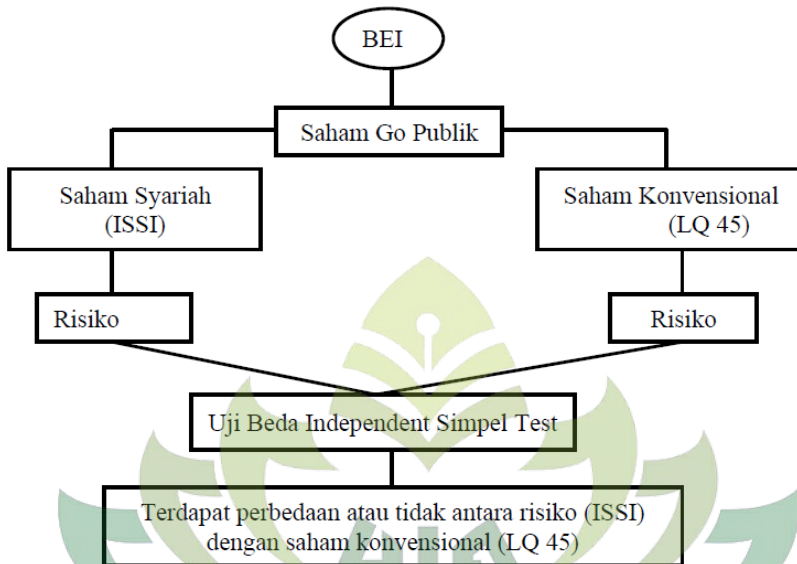 BEI
Saham Go Publik
Saham Syariah
(ISSI)
Saham Konvensional
(LQ 45)
Risiko
Risiko
Uji Beda Independent Simpel Test
Terdapat perbedaan atau tidak antara risiko (ISSI)
dengan saham konvensional (LQ 45)